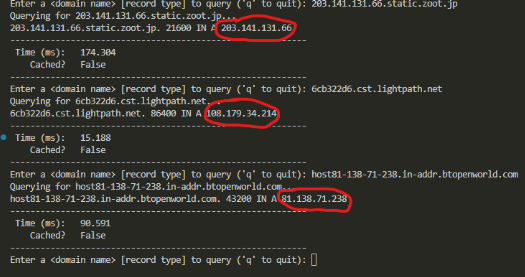 Enter a <domain name> [record type] to query ('q' to quit): 203.141.131.66.static.zoot.jp
Querying for 203.141.131.66.static.zoot.jp...
203.141.131.66.static.zoot.jp. 21600 IN A 203.141.131.66
--------------------------------------------------
Time (ms):   174.304
Cached?   False
--------------------------------------------------
Enter a <domain name> [record type] to query ('q' to quit): 6cb322d6.cst.lightpath.net
Querying for 6cb322d6.cst.lightpath.net...
6cb322d6.cst.lightpath.net. 86400 IN A 108.179.34.214
--------------------------------------------------
Time (ms):   15.188
Cached?   False
--------------------------------------------------
Enter a <domain name> [record type] to query ('q' to quit): host81-138-71-238.in-addr.btopenworld.com
Querying for host81-138-71-238.in-addr.btopenworld.com...
host81-138-71-238.in-addr.btopenworld.com. 43200 IN A 81.138.71.238
--------------------------------------------------
Time (ms):   90.591
Cached?   False
--------------------------------------------------
Enter a <domain name> [record type] to query ('q' to quit):